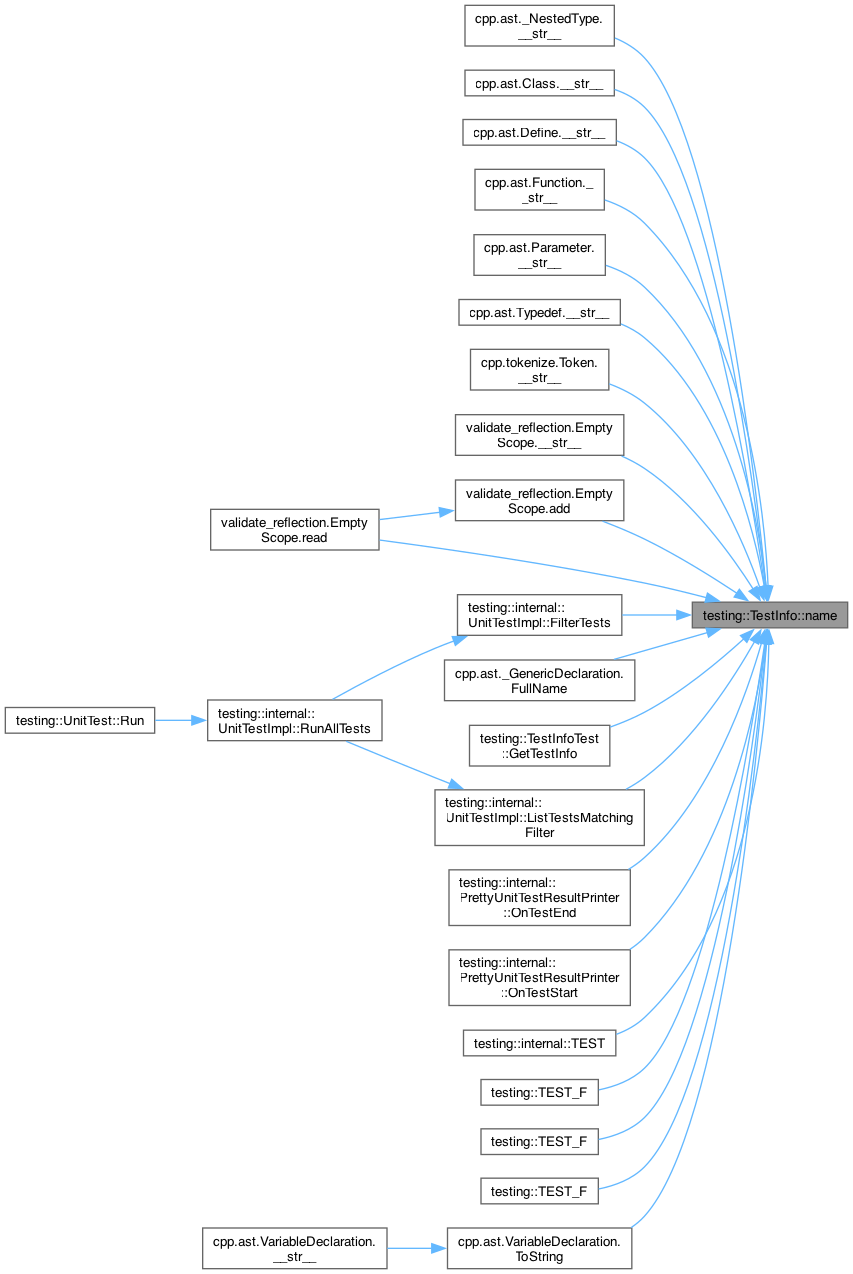 cpp.ast._NestedType.
__str__
cpp.ast.Class.__str__
cpp.ast.Define.__str__
cpp.ast.Function._
_str__
cpp.ast.Parameter.
__str__
cpp.ast.Typedef.__str__
cpp.tokenize.Token.
__str__
validate_reflection.Empty
Scope.__str__
validate_reflection.Empty
Scope.add
validate_reflection.Empty
Scope.read
testing::TestInfo::name
testing::internal::
UnitTestImpl::FilterTests
cpp.ast._GenericDeclaration.
FullName
testing::UnitTest::Run
testing::internal::
UnitTestImpl::RunAllTests
testing::TestInfoTest
::GetTestInfo
testing::internal::
UnitTestImpl::ListTestsMatching
Filter
testing::internal::
PrettyUnitTestResultPrinter
::OnTestEnd
testing::internal::
PrettyUnitTestResultPrinter
::OnTestStart
testing::internal::TEST
testing::TEST_F
testing::TEST_F
testing::TEST_F
cpp.ast.VariableDeclaration.
__str__
cpp.ast.VariableDeclaration.
ToString